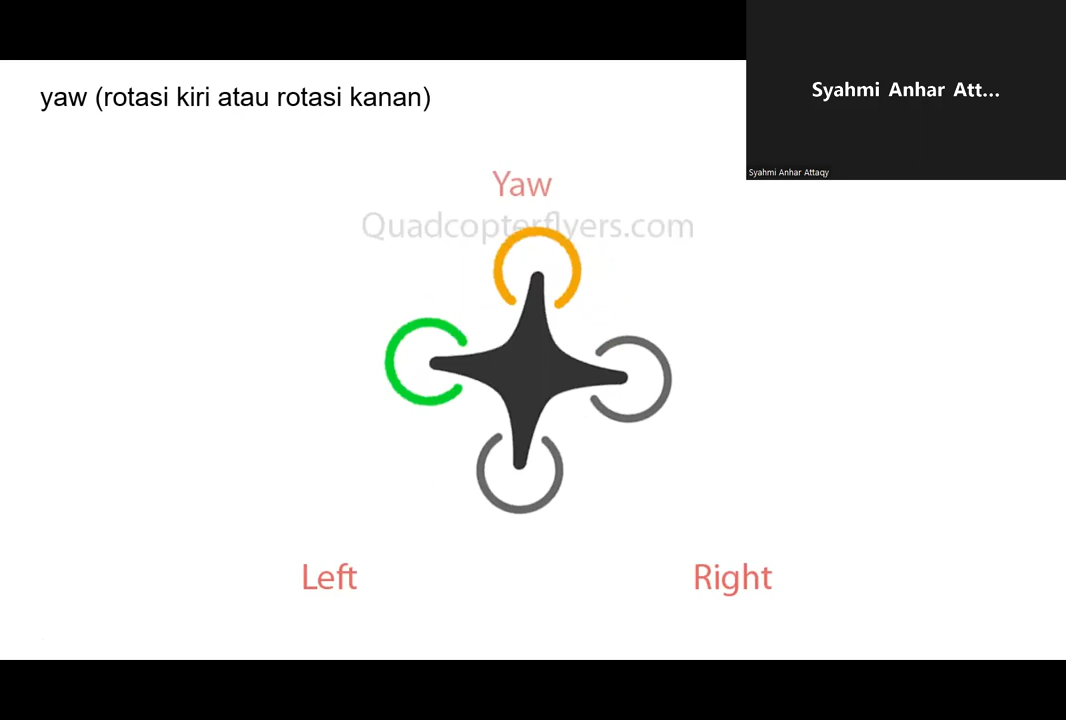 yaw (rotasi kiri atau rotasi kanan)
Syahmi Anhar Att...
Syahmi Anhar Attaqy
Yaw
Quadcopterflyers.com
Left
Right